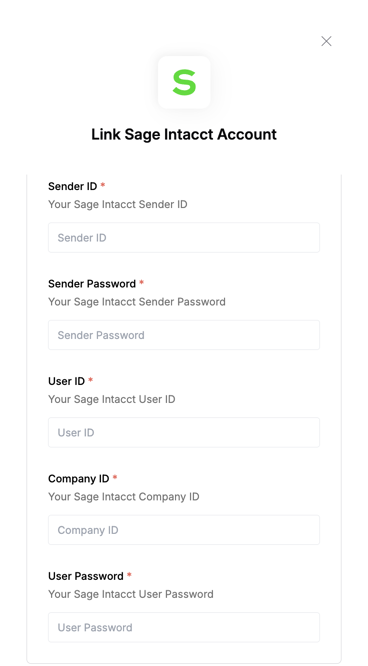 S
Link Sage Intacct Account
Sender ID *
Your Sage Intacct Sender ID
Sender ID
Sender Password *
Your Sage Intacct Sender Password
Sender Password
User ID *
Your Sage Intacct User ID
User ID
Company ID *
Your Sage Intacct Company ID
Company ID
User Password *
Your Sage Intacct User Password
User Password